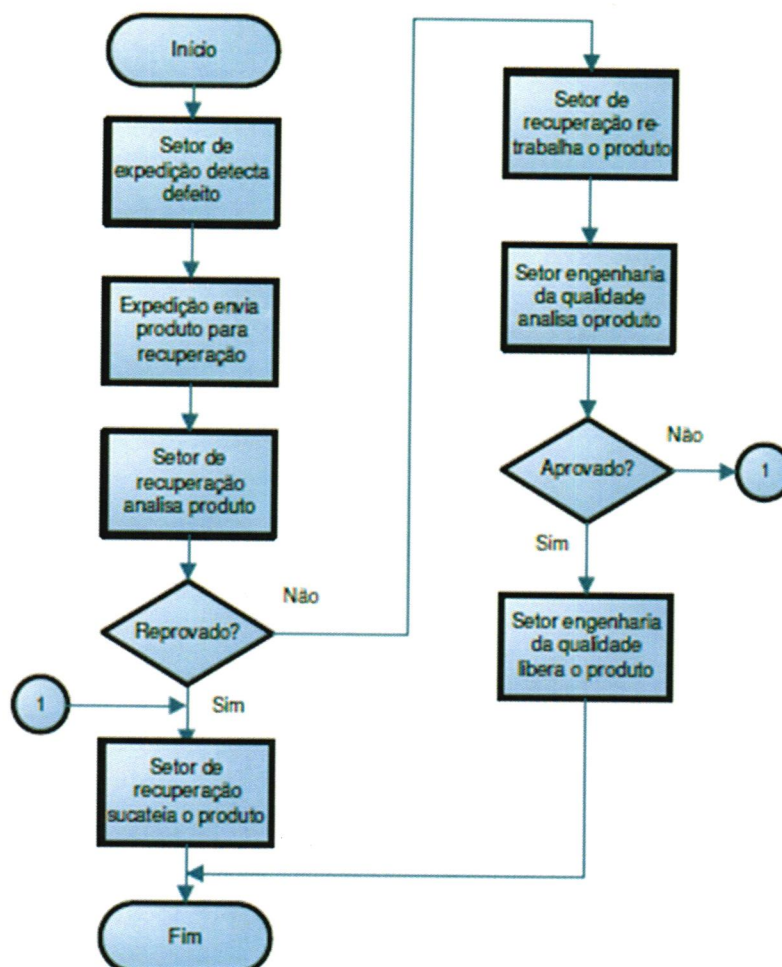 Início
Setor de
expedição detecta
defeito
Expedição envia
produto para
recuperação
Setor de
recuperação
analisa produto
Reprovado?
Não
Sim
1
Setor de
recuperação
sucateia o produto
Fim
Setor de
recuperação re-
trabalha o produto
Setor engenharia
da qualidade
analisa oproduto
Aprovado?
Não
1
Sim
Setor engenharia
da qualidade
libera o produto